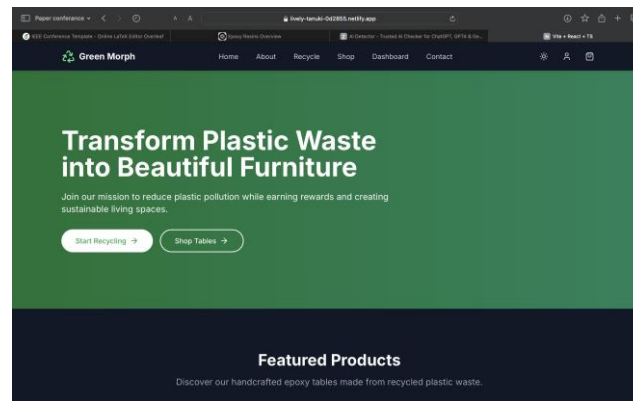 Paper conference
lively-tanuki-0d2855.netlify.app
IEEE Conference Template - Online LaTeX Editor Overleaf
Epoxy Resins Overview
AI Detector - Trusted AI Checker for ChatGPT, GPT4 & Ge...
Vite + React + TS
Green Morph
Home About Recycle Shop Dashboard Contact
Transform Plastic Waste
into Beautiful Furniture
Join our mission to reduce plastic pollution while earning rewards and creating
sustainable living spaces.
Start Recycling →
Shop Tables →
Featured Products
Discover our handcrafted epoxy tables made from recycled plastic waste.